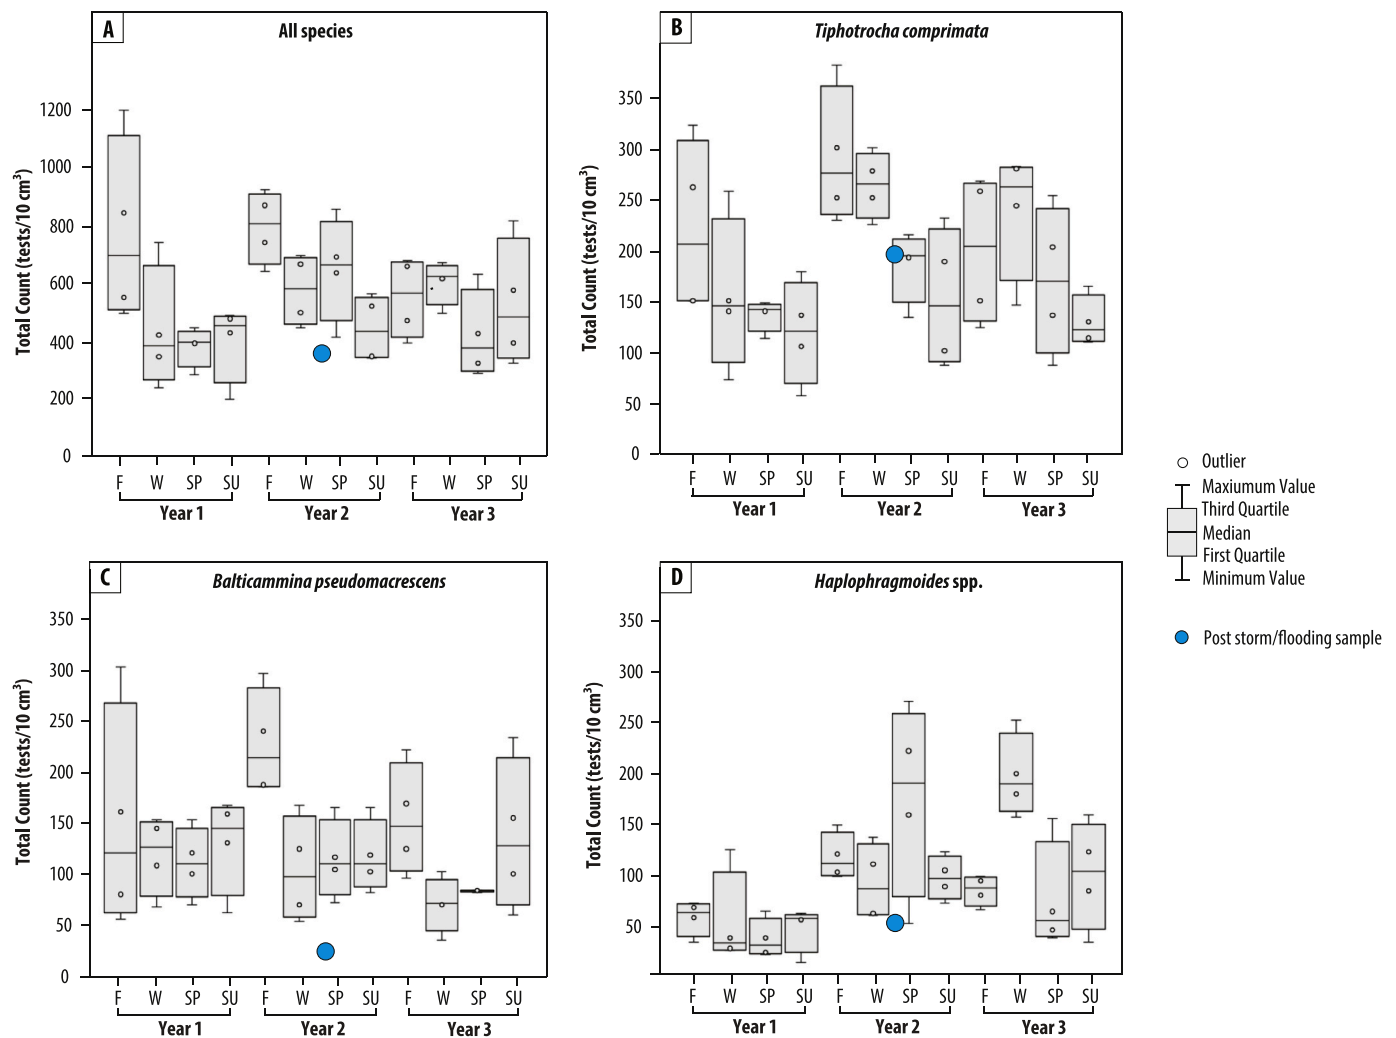 A
All species
Total Count (tests/10 cm³)
1200
1000
800
600
400
200
0
F W SP SU F W SP SU F W SP SU
Year 1 Year 2 Year 3
B
Tiphotrocha comprimata
Total Count (tests/10 cm³)
350
300
250
200
150
100
50
0
F W SP SU F W SP SU F W SP SU
Year 1 Year 2 Year 3
Outlier
Maxiumum Value
Third Quartile
Median
First Quartile
Minimum Value
Post storm/flooding sample
C
Balticammina pseudomacrescens
Total Count (tests/10 cm³)
350
300
250
200
150
100
50
0
F W SP SU F W SP SU F W SP SU
Year 1 Year 2 Year 3
D
Haplophragmoides spp.
Total Count (tests/10 cm³)
350
300
250
200
150
100
50
F W SP SU F W SP SU F W SP SU
Year 1 Year 2 Year 3